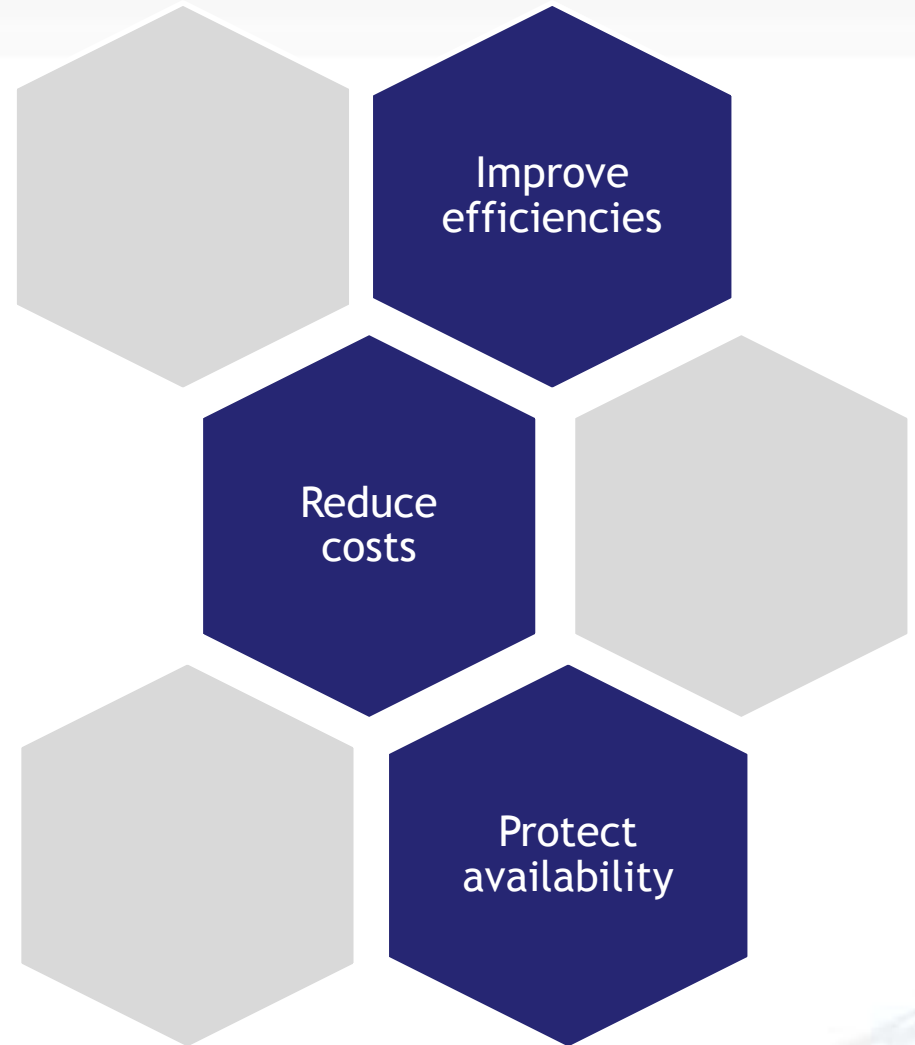 Improve
efficiencies
Reduce
costs
Protect
availability